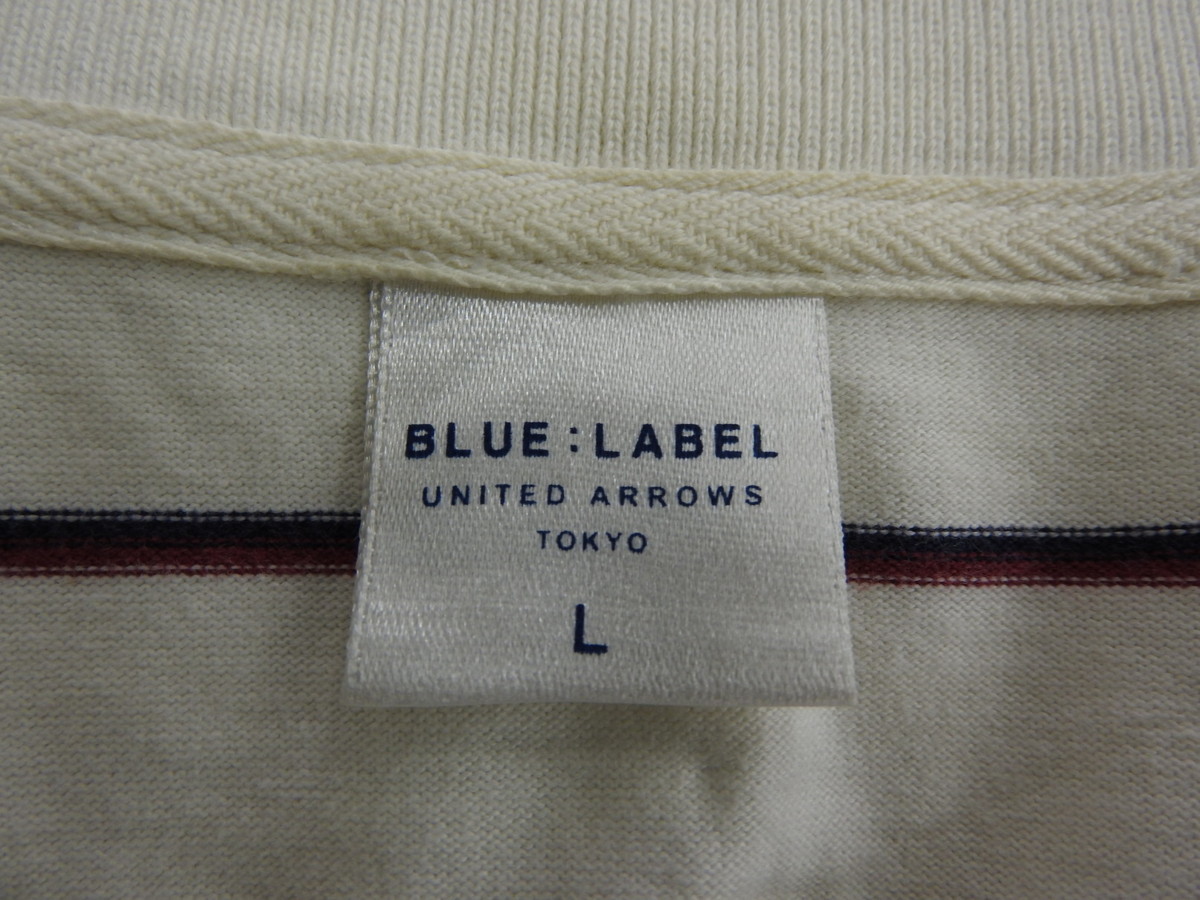 BLUE:LABEL
UNITED ARROWS
TOKYO
L